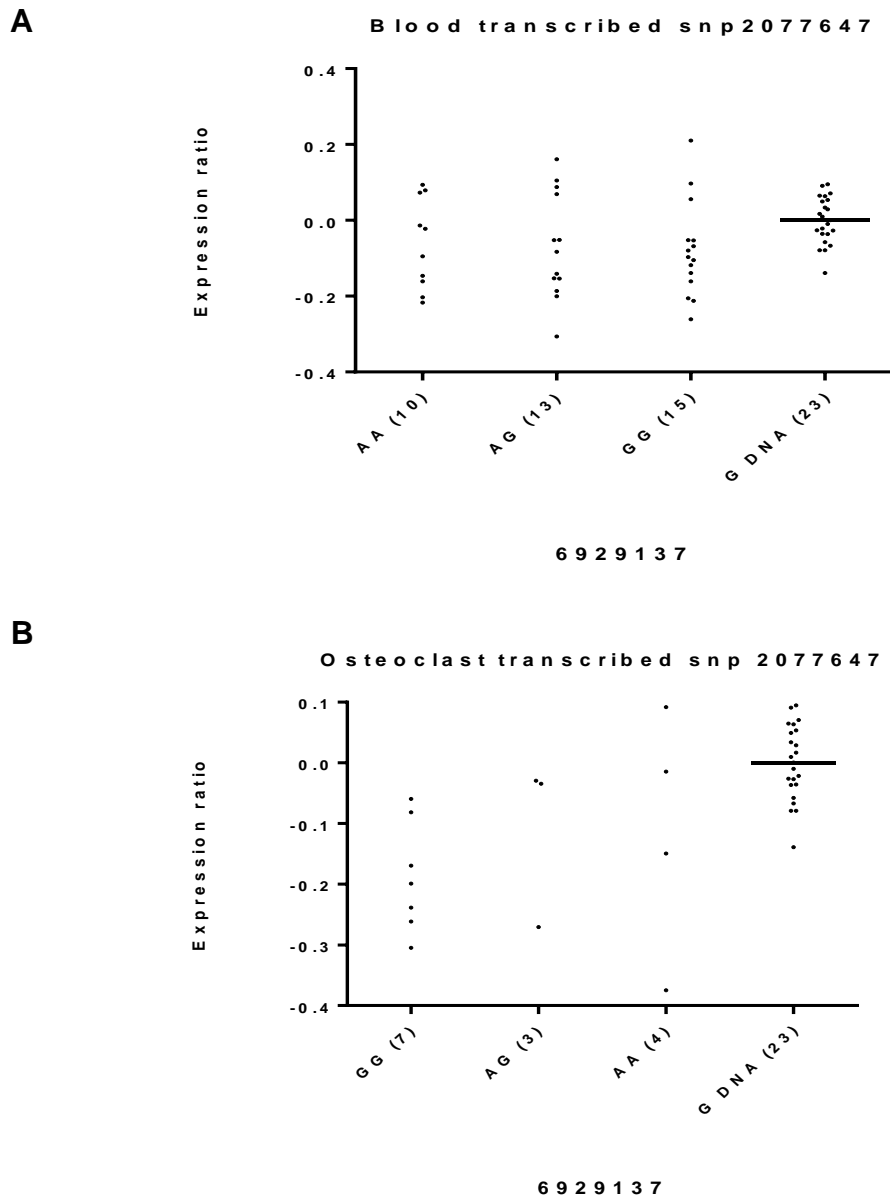 A
Blood transcribed snp2077647
Expression ratio
0.4
0.2
0.0
-0.2
-0.4
AA (10)
AG (13)
GG (15)
G DNA (23)
6929137
B
Osteoclast transcribed snp 2077647
Expression ratio
0.1
0.0
-0.1
-0.2
-0.3
-0.4
GG (7)
AG (3)
AA (4)
G DNA (23)
6929137